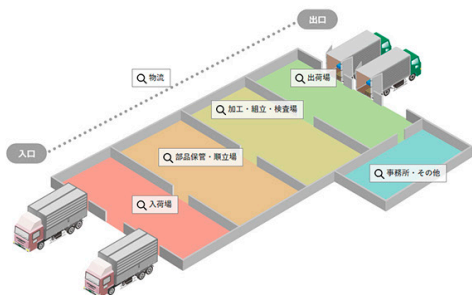 出口
物流
出荷場
加工・組立・検査場
入口
部品保管・順立場
事務所・その他
入荷場